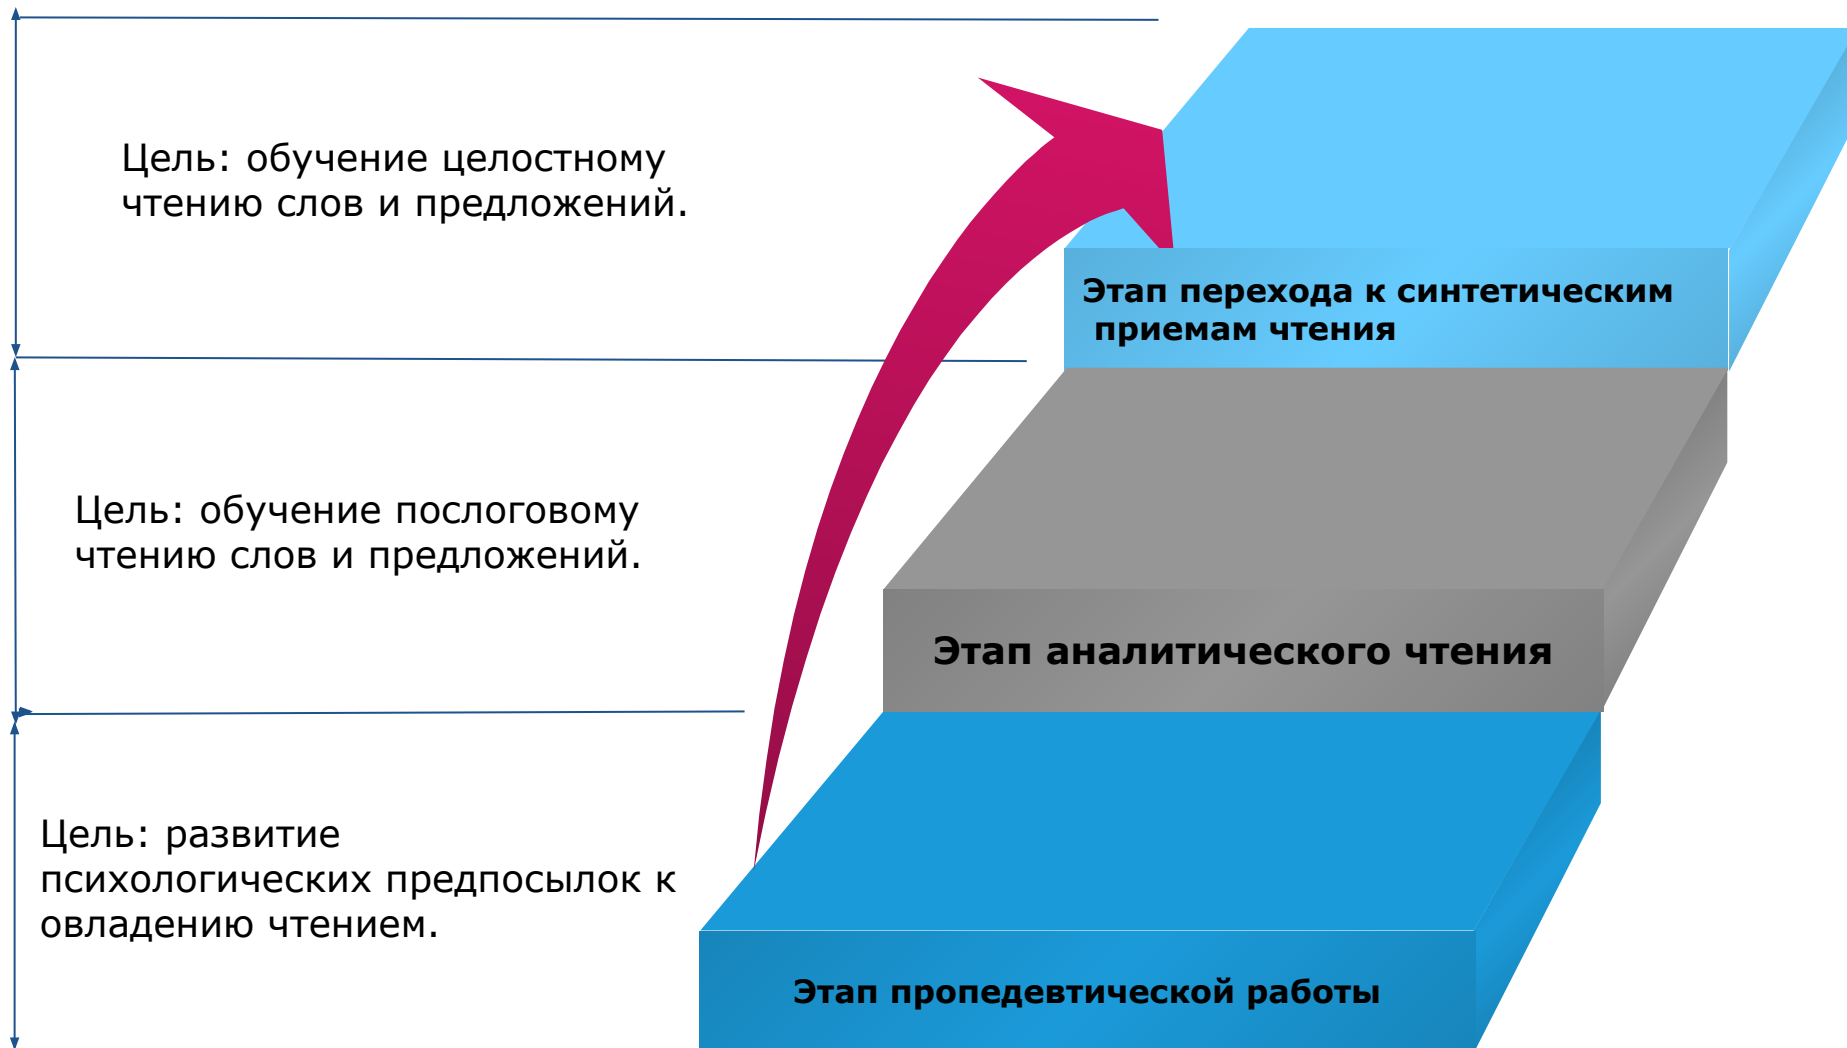 Цель: обучение целостному
чтению слов и предложений.
Этап перехода к синтетическим
приемам чтения
Цель: обучение послоговому
чтению слов и предложений.
Этап аналитического чтения
Цель: развитие
психологических предпосылок к
овладению чтением.
Этап пропедевтической работы